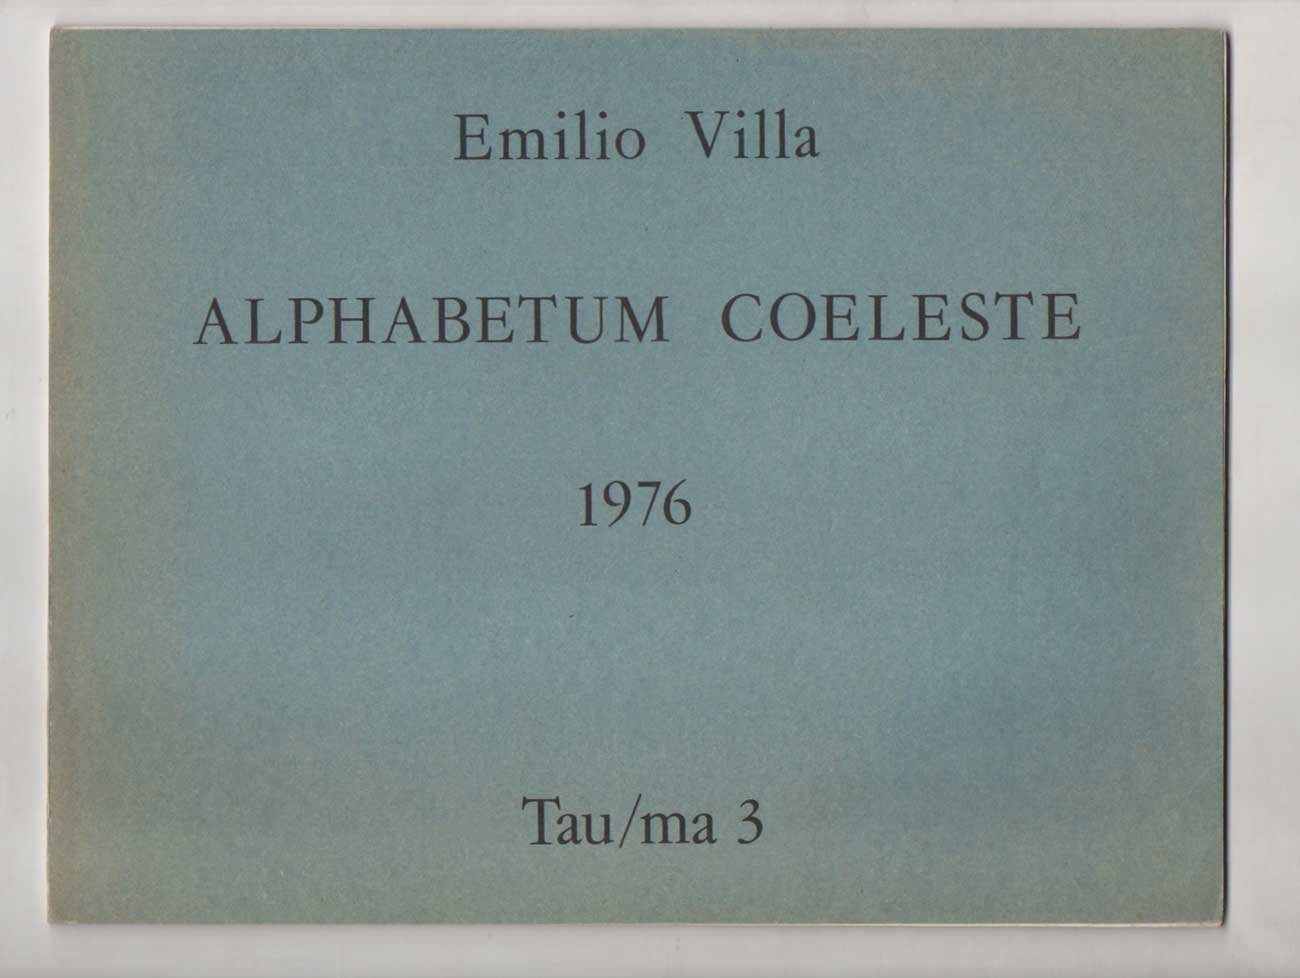 Emilio Villa
ALPHABETUM COELESTE
1976
Tau/ma 3